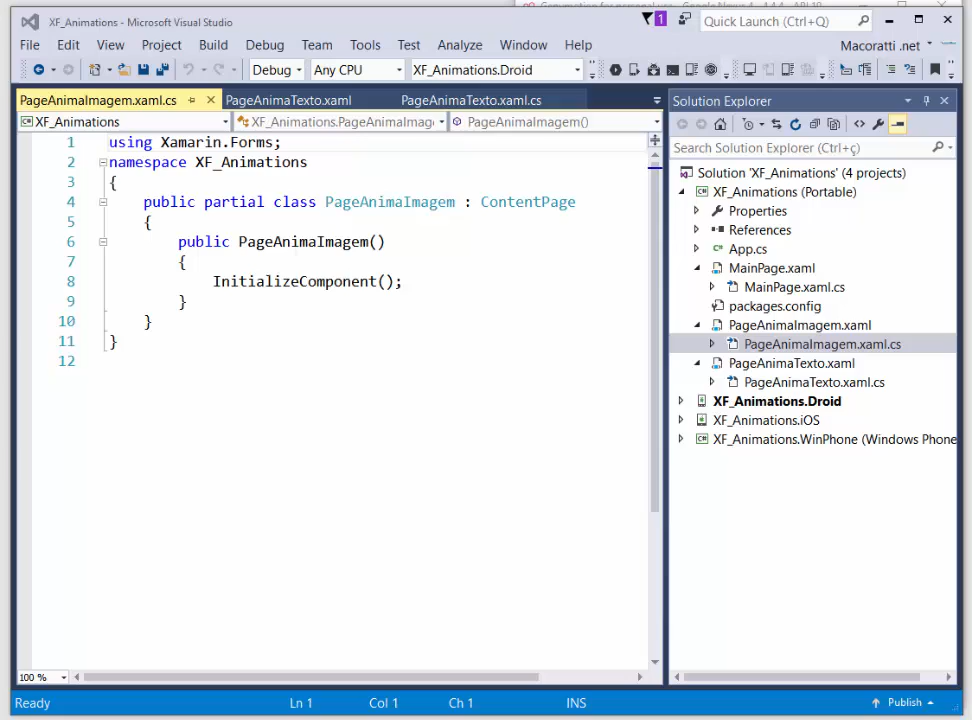 XF_Animations - Microsoft Visual Studio
1
Quick Launch (Ctrl+Q)
File Edit View Project Build Debug Team Tools Test Analyze Window Help
Macoratti .net
Debug Any CPU XF_Animations.Droid
PageAnimaImagem.xaml.cs PageAnimaTexto.xaml PageAnimaTexto.xaml.cs
XF_Animations XF_Animations.PageAnimaImag PageAnimaImagem()
1 using Xamarin.Forms;
2 namespace XF_Animations
3 {
4 public partial class PageAnimaImagem : ContentPage
5 {
6 public PageAnimaImagem()
7 {
8 InitializeComponent();
9 }
10 }
11 }
12
100 %
Solution Explorer
Search Solution Explorer (Ctrl+ç)
Solution 'XF_Animations' (4 projects)
XF_Animations (Portable)
Properties
References
App.cs
MainPage.xaml
MainPage.xaml.cs
packages.config
PageAnimaImagem.xaml
PageAnimaImagem.xaml.cs
PageAnimaTexto.xaml
PageAnimaTexto.xaml.cs
XF_Animations.Droid
XF_Animations.iOS
XF_Animations.WinPhone (Windows Phone
Ready Ln 1 Col 1 Ch 1 INS Publish